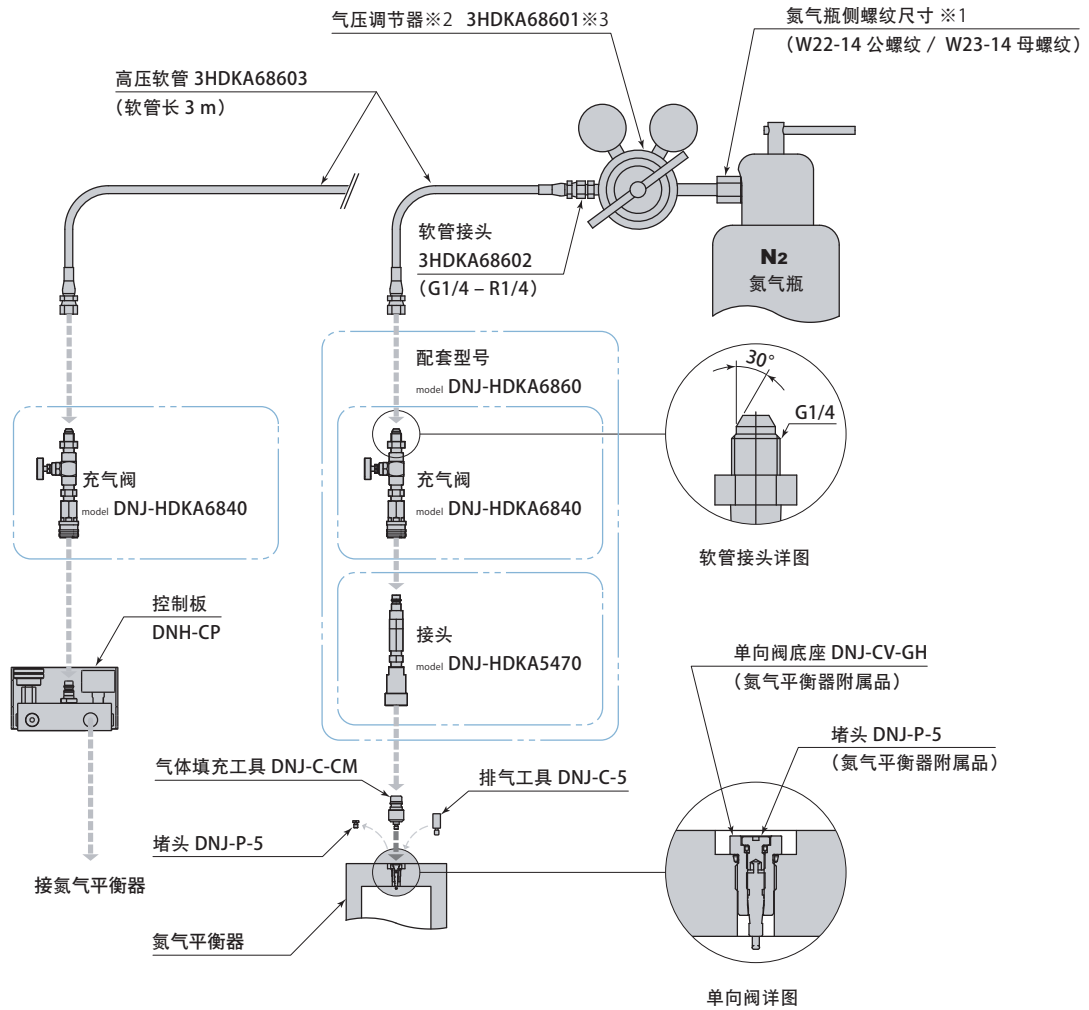 气压调节器※2 3HDKA68601※3
氮气瓶侧螺纹尺寸 ※1
（W22-14 公螺纹 / W23-14 母螺纹）
高压软管 3HDKA68603
（软管长 3 m）
软管接头
3HDKA68602
（G1/4 – R1/4）
N2
氮气瓶
配套型号
model DNJ-HDKA6860
30°
G1/4
软管接头详图
充气阀
model DNJ-HDKA6840
充气阀
model DNJ-HDKA6840
控制板
DNH-CP
接头
model DNJ-HDKA5470
单向阀底座 DNJ-CV-GH
（氮气平衡器附属品）
堵头 DNJ-P-5
（氮气平衡器附属品）
气体填充工具 DNJ-C-CM
排气工具 DNJ-C-5
堵头 DNJ-P-5
接氮气平衡器
氮气平衡器
单向阀详图